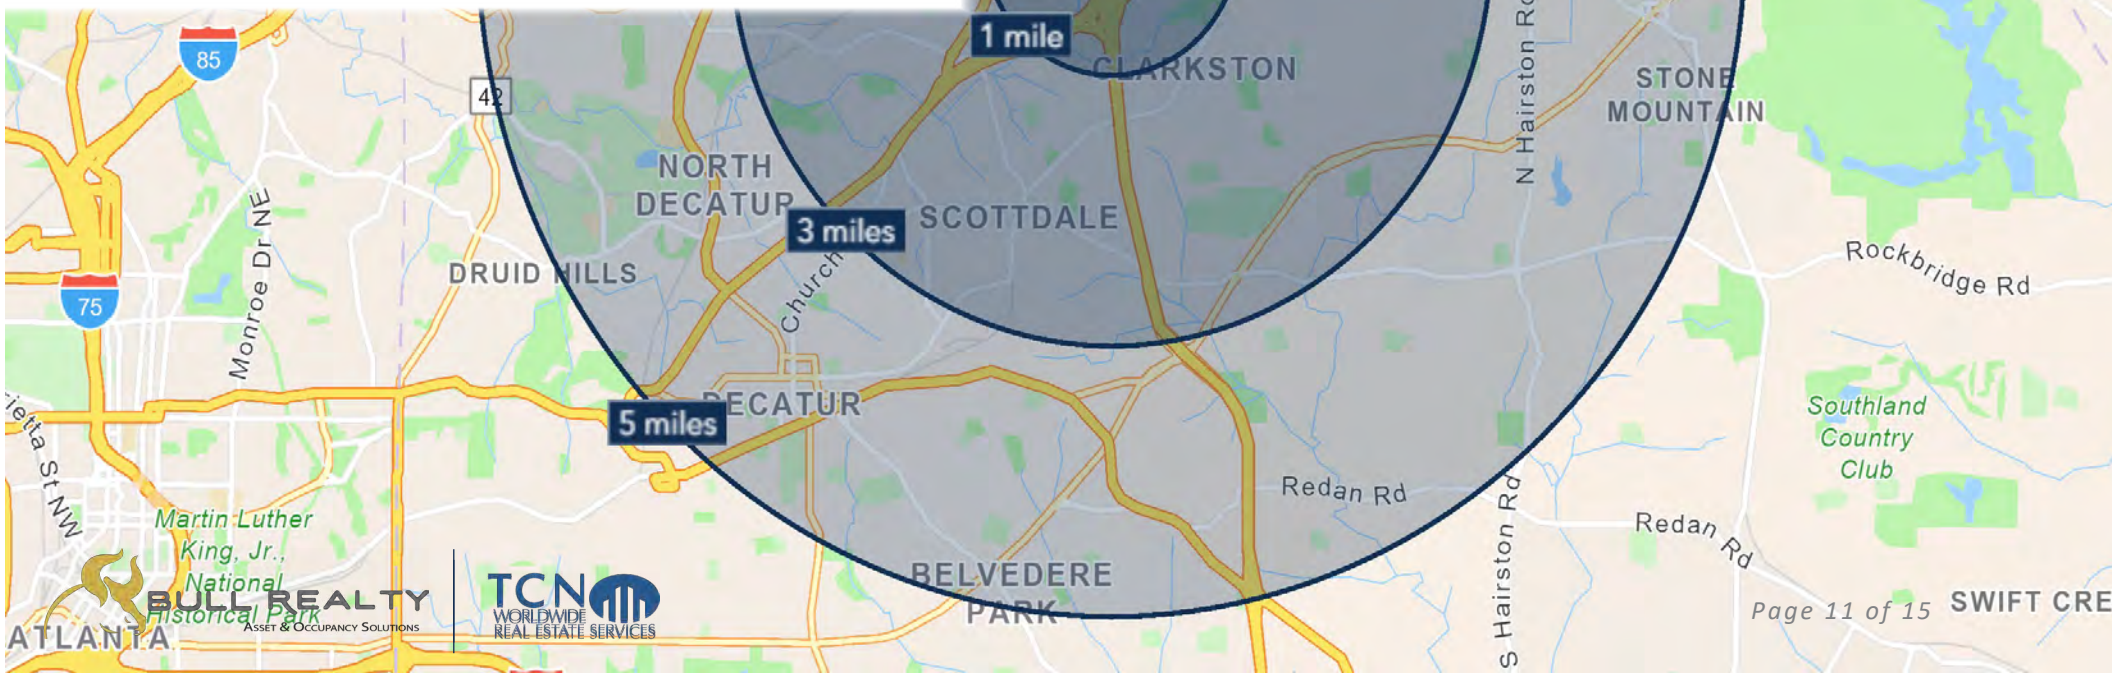 85
42
1 mile
CLARKSTON
N Hairston Rd
STONE
MOUNTAIN
NORTH
DECATUR
3 miles
SCOTTDALE
DRUID HILLS
Church
Rockbridge Rd
75
Monroe Dr NE
5 miles
DECATUR
Southland
Country
Club
rietta St NW
Redan Rd
S Hairston Rd
Redan Rd
Martin Luther
King, Jr.,
National
Historical Park
BELVEDERE
PARK
ATLANTA
BULL REALTY
ASSET & OCCUPANCY SOLUTIONS
TCN
WORLDWIDE
REAL ESTATE SERVICES
Page 11 of 15
SWIFT CRE